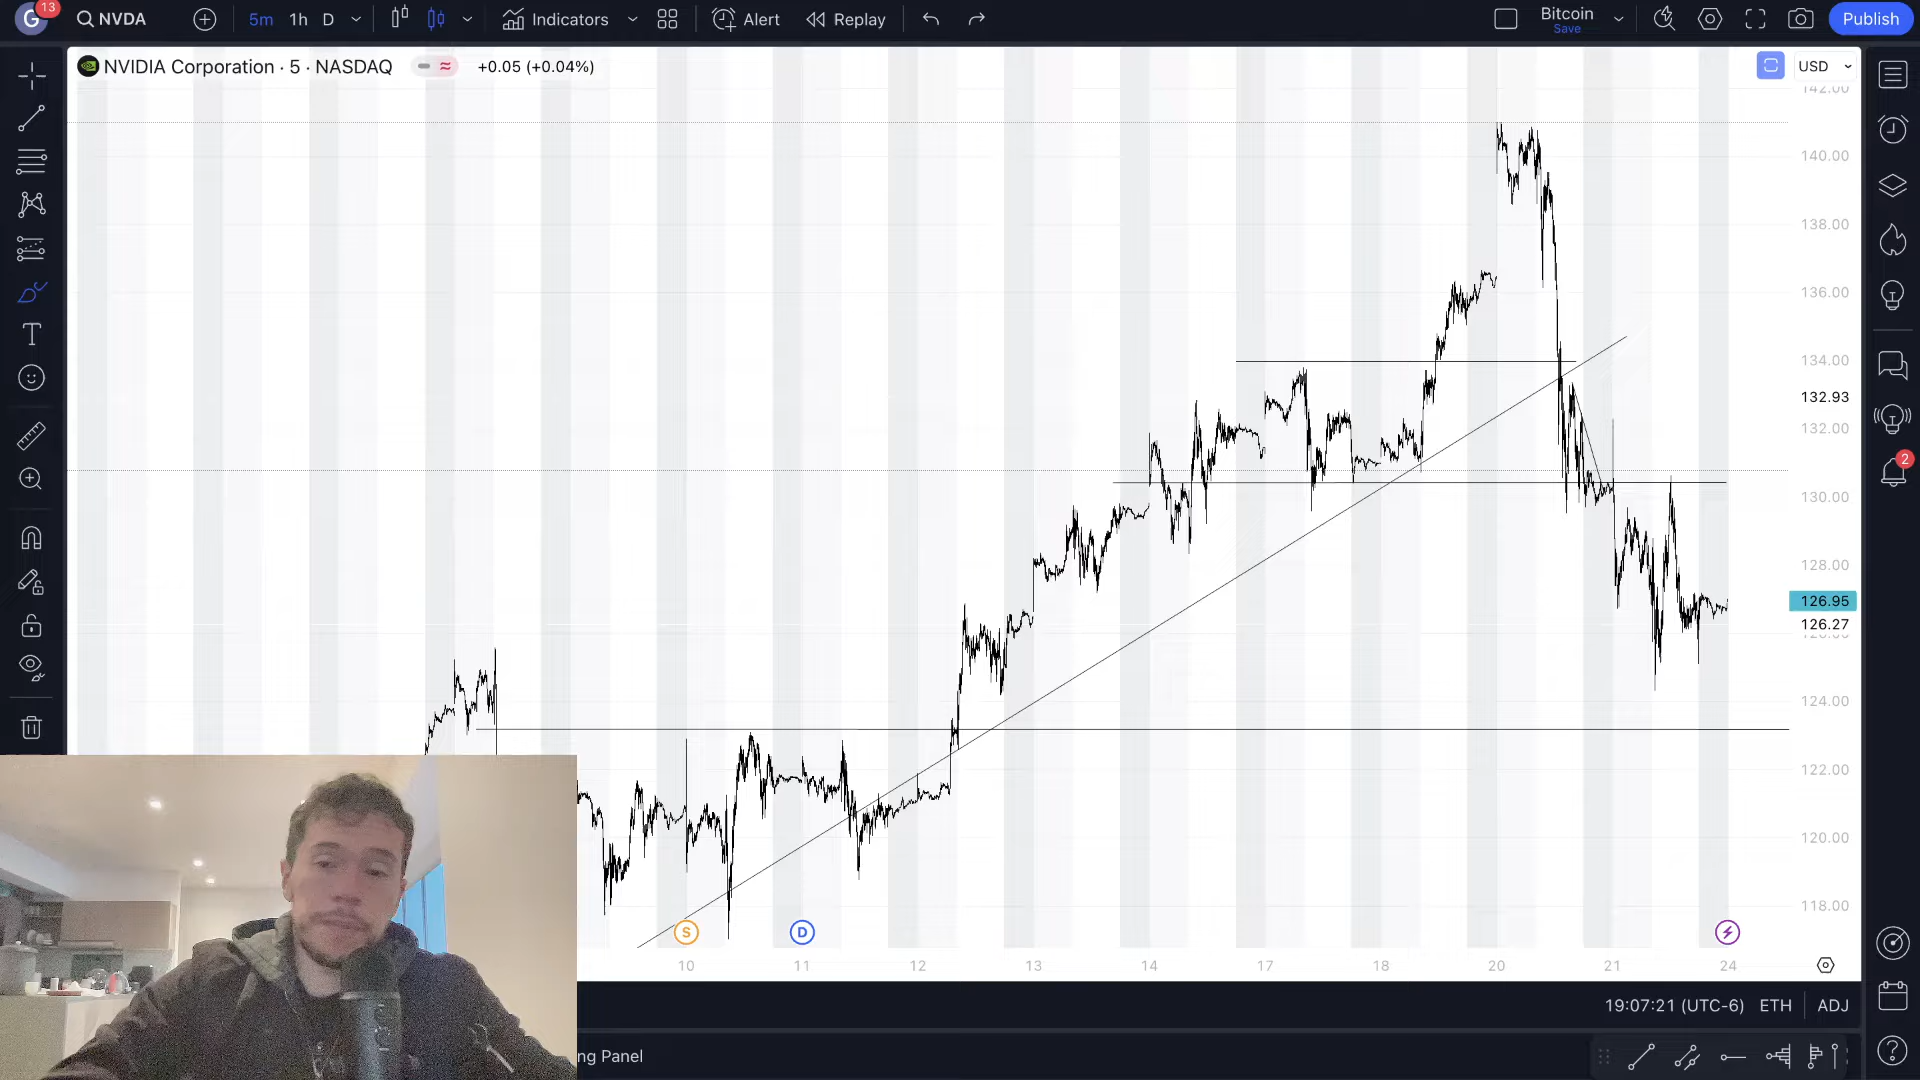 G 13 NVDA 5m 1h D Indicators Alert Replay Bitcoin Save Publish
NVIDIA Corporation · 5 · NASDAQ +0.05 (+0.04%) USD
142.00
140.00
138.00
136.00
134.00
132.93
132.00
130.00
128.00
126.95
126.27
124.00
122.00
120.00
118.00
2
S D
10 11 12 13 14 17 18 20 21 24
19:07:21 (UTC-6) ETH ADJ
ng Panel